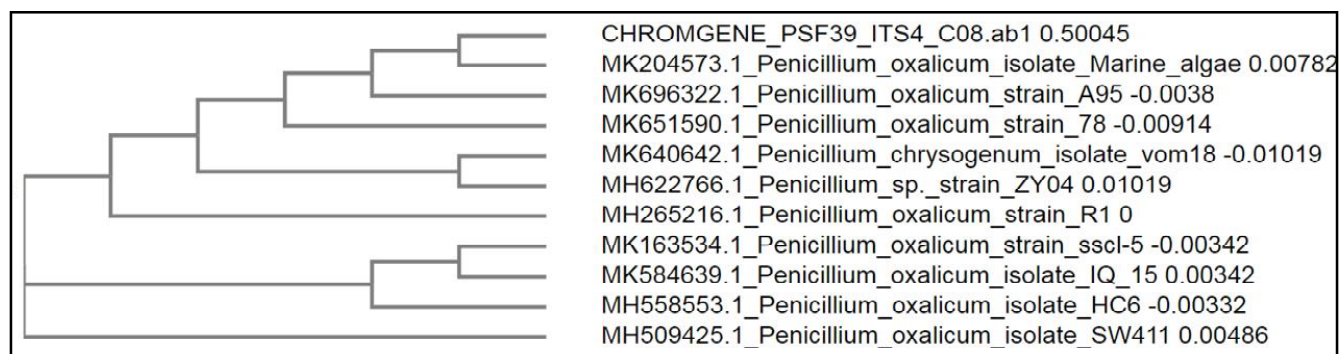 CHROMGENE_PSF39_ITS4_C08.ab1 0.50045
MK204573.1_Penicillium_oxalicum_isolate_Marine_algae 0.00782
MK696322.1_Penicillium_oxalicum_strain_A95 -0.0038
MK651590.1_Penicillium_oxalicum_strain_78 -0.00914
MK640642.1_Penicillium_chrysogenum_isolate_vom18 -0.01019
MH622766.1_Penicillium_sp._strain_ZY04 0.01019
MH265216.1_Penicillium_oxalicum_strain_R1 0
MK163534.1_Penicillium_oxalicum_strain_sscl-5 -0.00342
MK584639.1_Penicillium_oxalicum_isolate_IQ_15 0.00342
MH558553.1_Penicillium_oxalicum_isolate_HC6 -0.00332
MH509425.1_Penicillium_oxalicum_isolate_SW411 0.00486